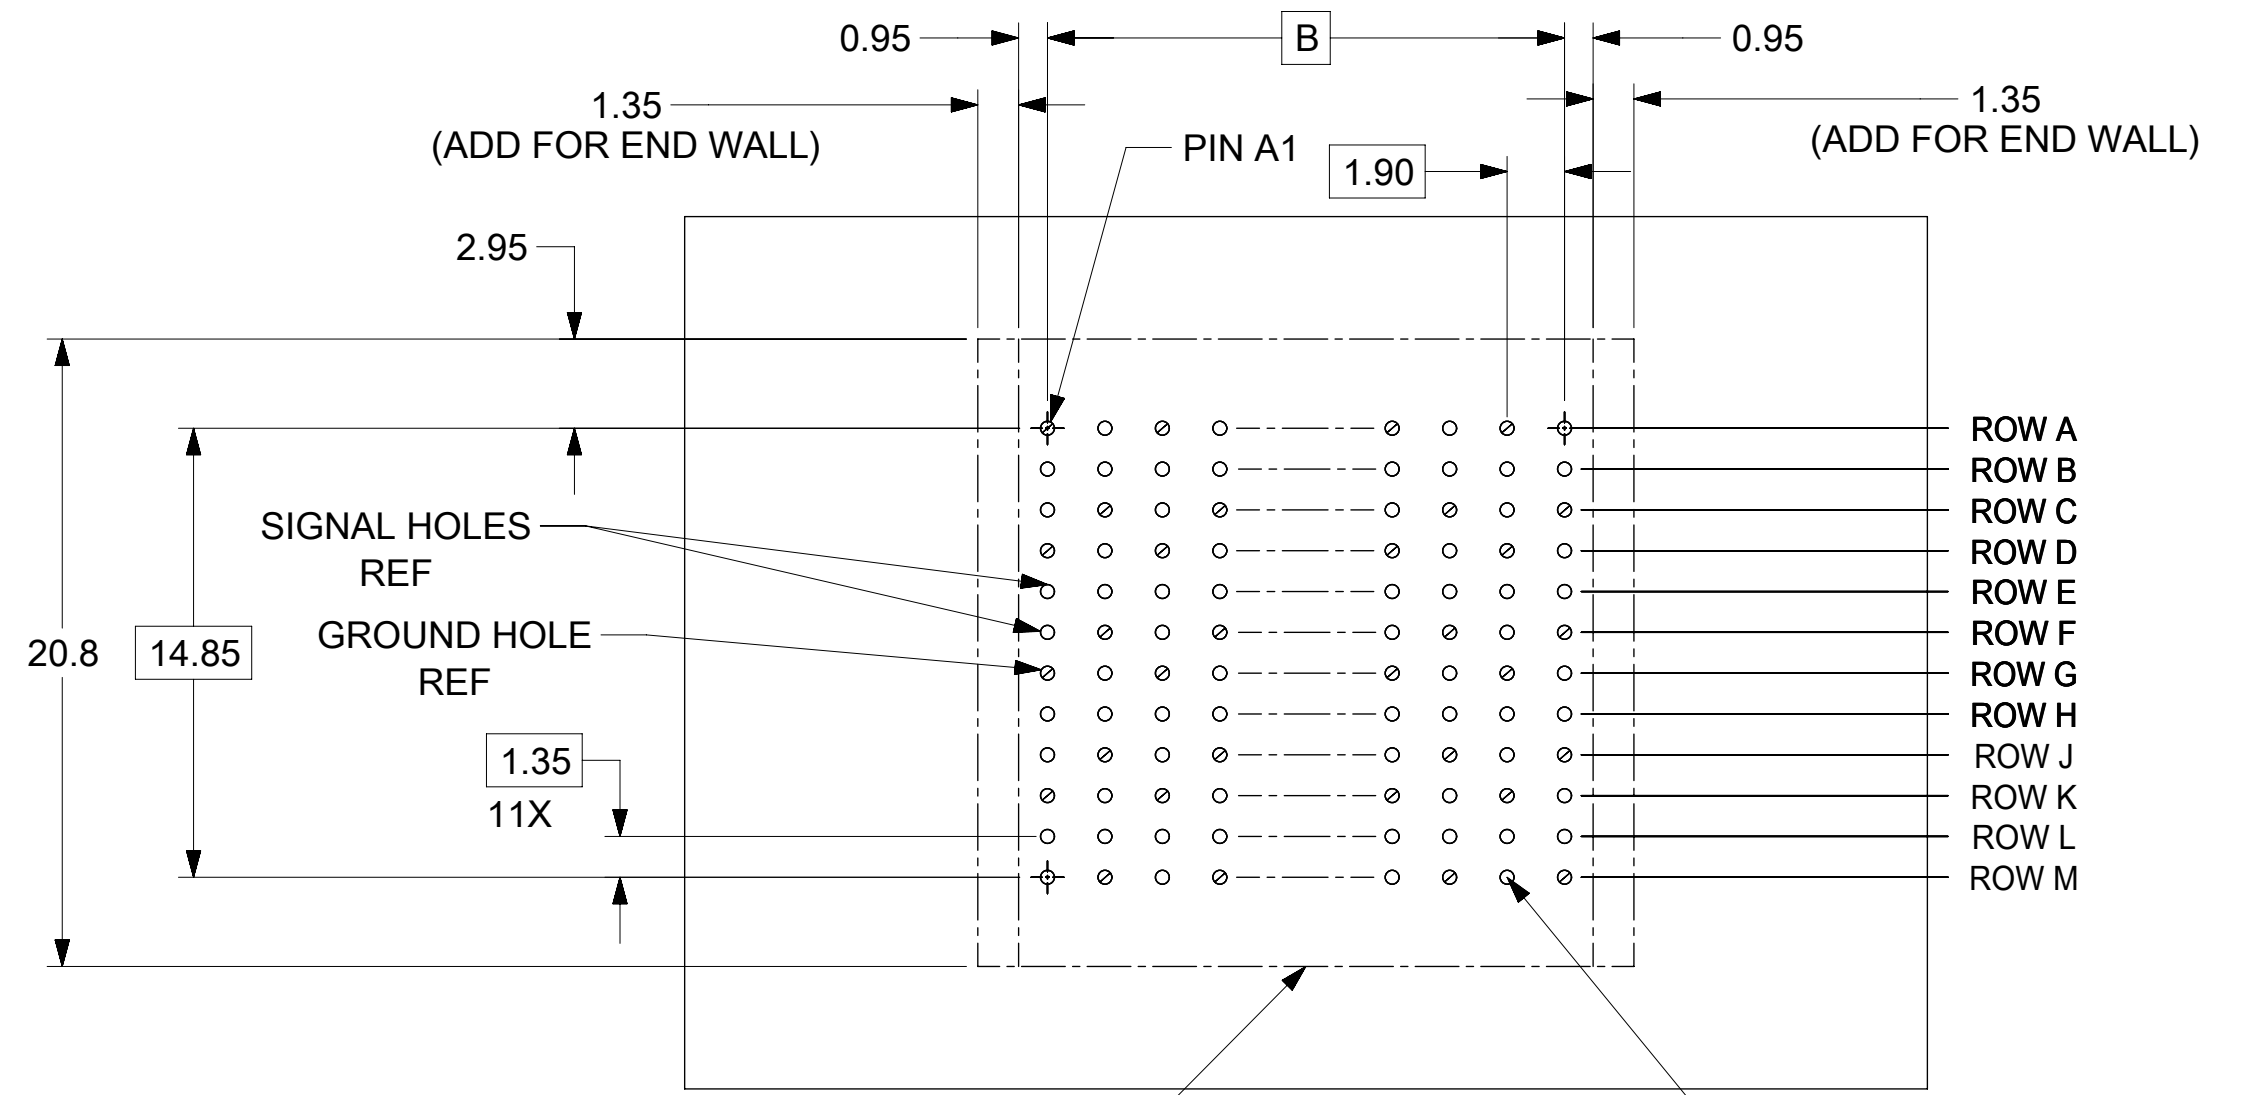 0.95
B
0.95
1.35
(ADD FOR END WALL)
1.35
(ADD FOR END WALL)
PIN A1
1.90
2.95
ROW A
ROW B
ROW C
SIGNAL HOLES
REF
ROW D
ROW E
GROUND HOLE
REF
ROW F
20.8
14.85
ROW G
ROW H
1.35
11X
ROW J
ROW K
ROW L
ROW M